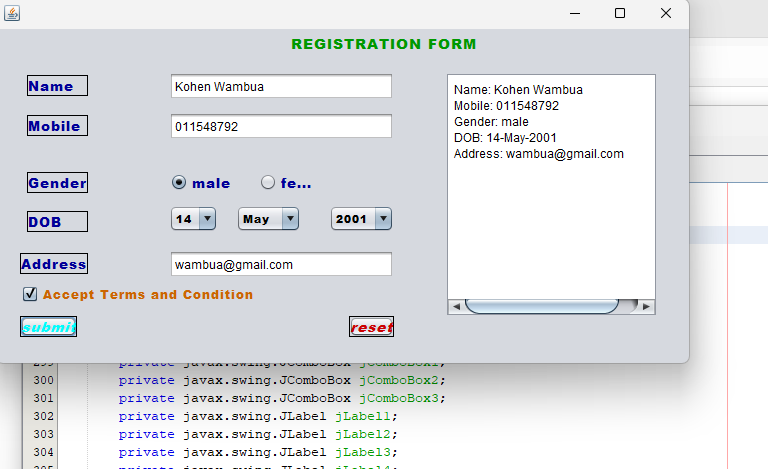 REGISTRATION FORM
Name
Kohen Wambua
Mobile
011548792
Gender
male
fe...
DOB
14
May
2001
Address
wambua@gmail.com
Accept Terms and Condition
submit
reset
Name: Kohen Wambua
Mobile: 011548792
Gender: male
DOB: 14-May-2001
Address: wambua@gmail.com
299 private javax.swing.JComboBox jComboBox1;
300 private javax.swing.JComboBox jComboBox2;
301 private javax.swing.JComboBox jComboBox3;
302 private javax.swing.JLabel jLabel1;
303 private javax.swing.JLabel jLabel2;
304 private javax.swing.JLabel jLabel3;
305 private javax.swing.JLabel jLabel4;